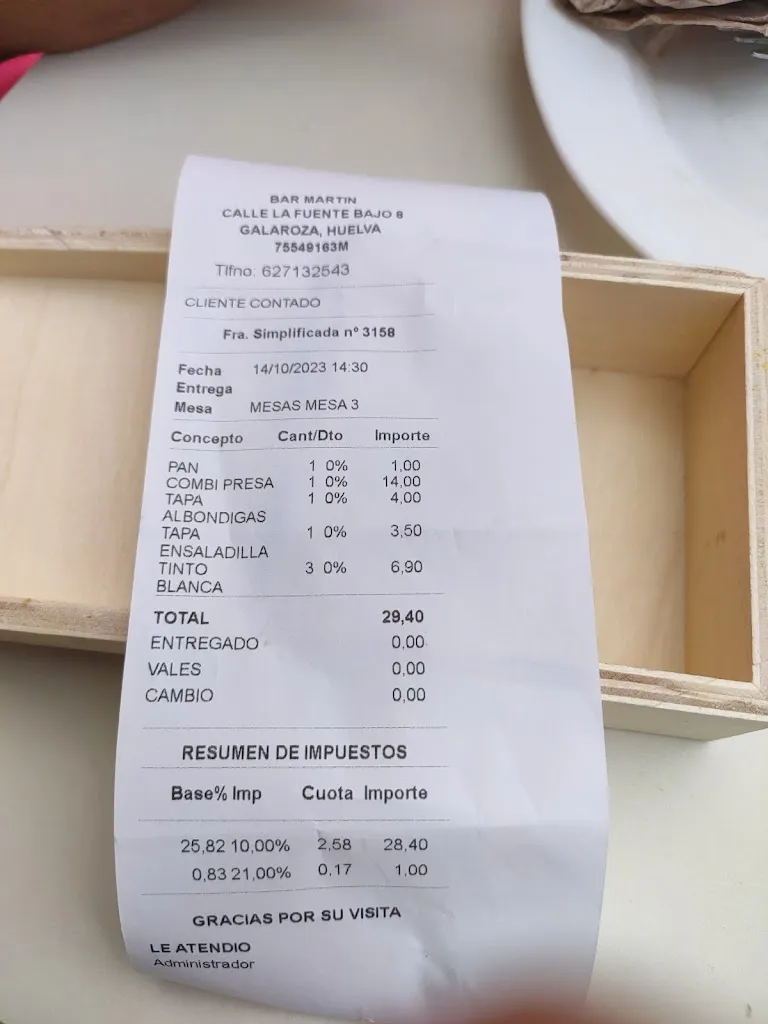 BAR MARTIN
CALLE LA FUENTE BAJO 8
GALAROZA, HUELVA
75549163M
Tlfno: 627132543
CLIENTE CONTADO
Fra. Simplificada nº 3158
Fecha 14/10/2023 14:30
Entrega
Mesa MESAS MESA 3
Concepto Cant/Dto Importe
PAN 1 0% 1,00
COMBI PRESA 1 0% 14,00
TAPA 1 0% 4,00
ALBONDIGAS
TAPA 1 0% 3,50
ENSALADILLA
TINTO 3 0% 6,90
BLANCA
TOTAL 29,40
ENTREGADO 0,00
VALES 0,00
CAMBIO 0,00
RESUMEN DE IMPUESTOS
Base% Imp Cuota Importe
25,82 10,00% 2,58 28,40
0,83 21,00% 0,17 1,00
GRACIAS POR SU VISITA
LE ATENDIO
Administrador